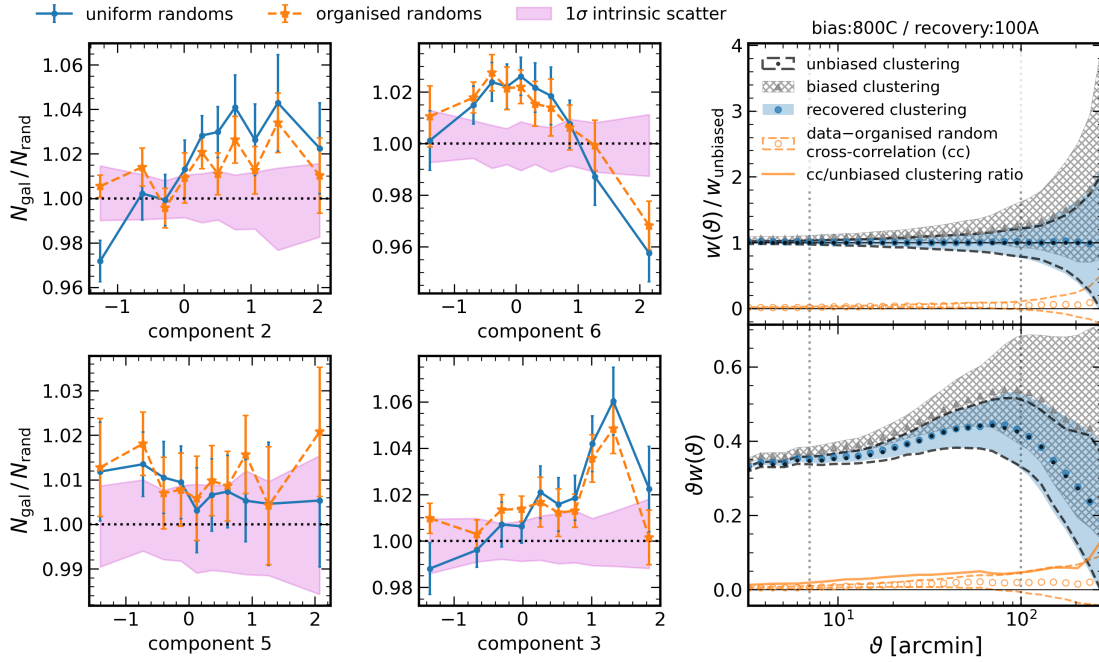 uniform randoms organised randoms 1σ intrinsic scatter
bias:800C / recovery:100A
N_gal / N_rand
1.06
1.04
1.02
1.00
0.98
0.96
−1 0 1 2
component 2
1.02
1.00
0.98
0.96
−1 0 1 2
component 6
w(ϑ) / w_unbiased
4
3
2
1
0
unbiased clustering
biased clustering
recovered clustering
data−organised random
cross-correlation (cc)
cc/unbiased clustering ratio
N_gal / N_rand
1.03
1.02
1.01
1.00
0.99
−1 0 1 2
component 5
1.06
1.04
1.02
1.00
0.98
−1 0 1 2
component 3
ϑw(ϑ)
0.6
0.4
0.2
0.0
10¹ 10²
ϑ [arcmin]